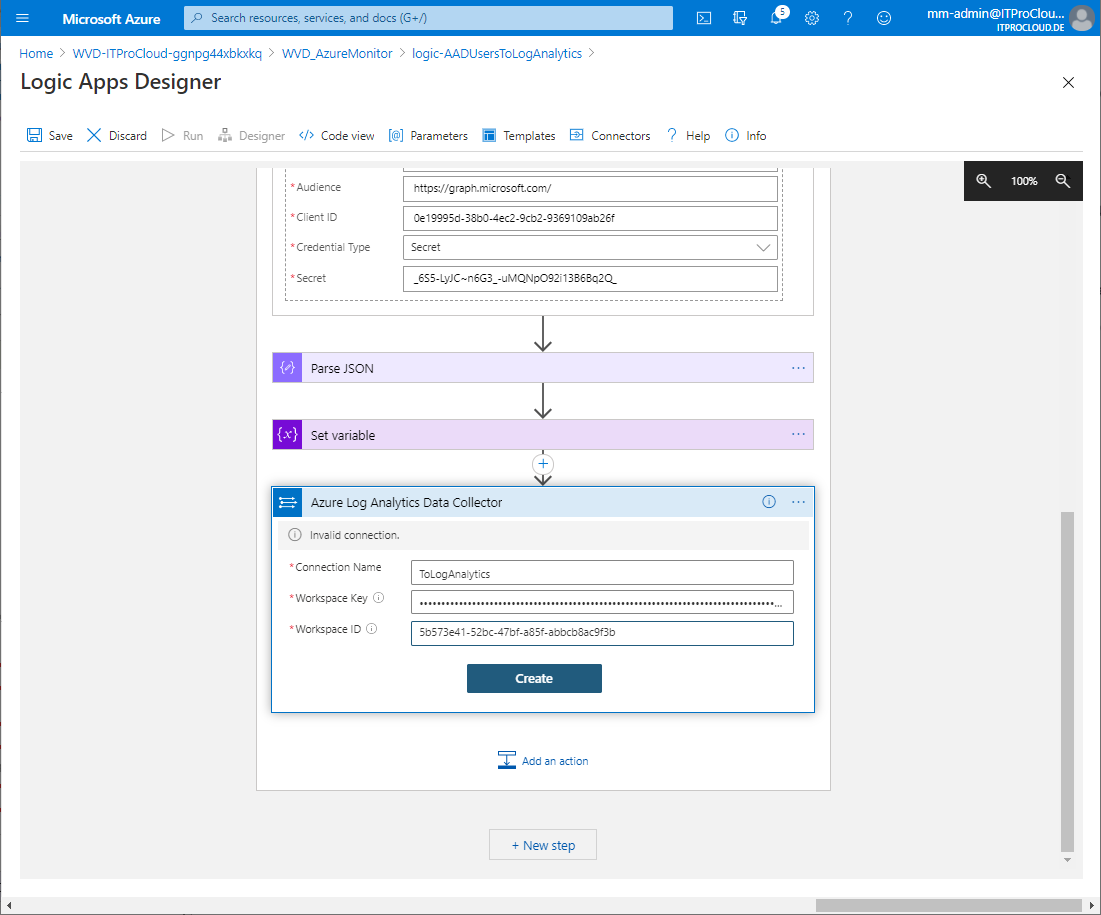 Microsoft Azure
Search resources, services, and docs (G+/)
5
mm-admin@ITProClou...
ITPROCLOUD.DE
Home > WVD-ITProCloud-ggnpg44xbkxkq > WVD_AzureMonitor > logic-AADUsersToLogAnalytics >
Logic Apps Designer
Save Discard Run Designer Code view Parameters Templates Connectors Help Info
100%
*Audience https://graph.microsoft.com/
*Client ID 0e19995d-38b0-4ec2-9cb2-9369109ab26f
*Credential Type Secret
*Secret _6S5-LyJC~n6G3_-uMQNpO92i13B6Bq2Q_
Parse JSON
Set variable
Azure Log Analytics Data Collector
Invalid connection.
*Connection Name ToLogAnalytics
*Workspace Key
*Workspace ID 5b573e41-52bc-47bf-a85f-abbcb8ac9f3b
Create
Add an action
+ New step